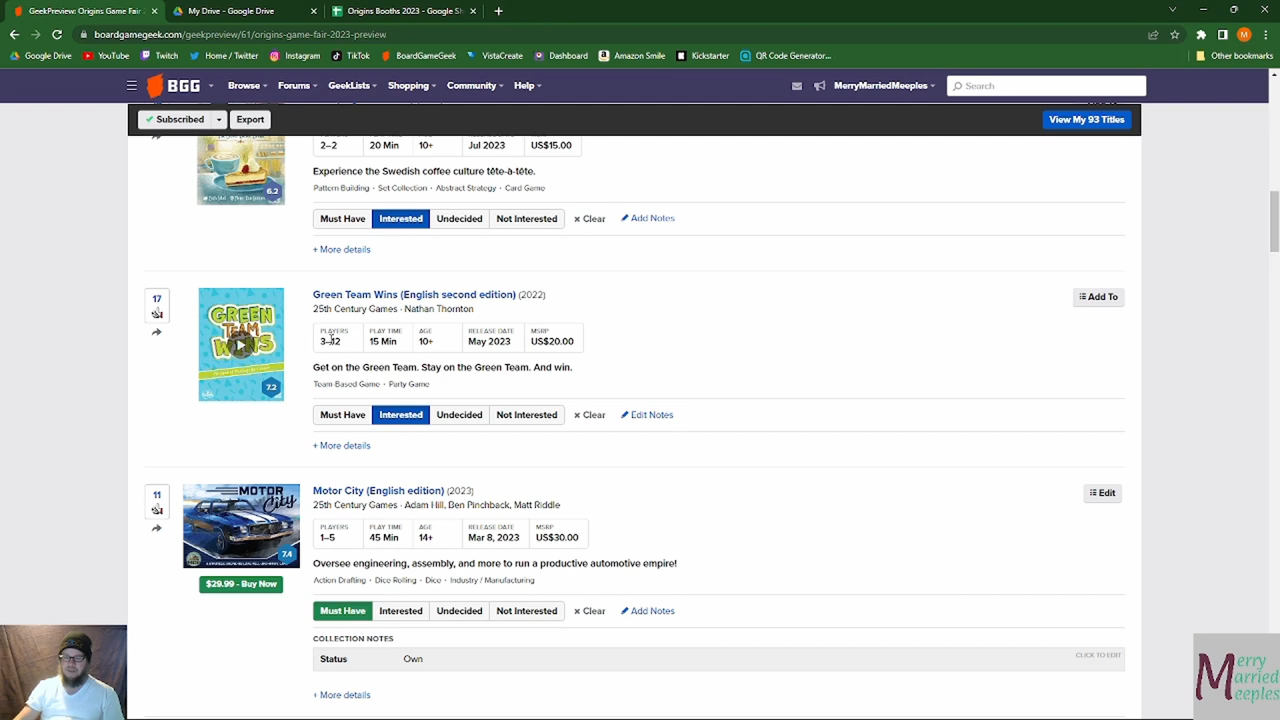 GeekPreview: Origins Game Fair
My Drive - Google Drive
Origins Booths 2023 - Google Sh
boardgamegeek.com/geekpreview/61/origins-game-fair-2023-preview
Google Drive YouTube Twitch Home / Twitter Instagram TikTok BoardGameGeek VistaCreate Dashboard Amazon Smile Kickstarter QR Code Generator... Other bookmarks
BGG Browse Forums GeekLists Shopping Community Help MerryMarriedMeeples Search
Subscribed Export View My 93 Titles
2–2 20 Min 10+ Jul 2023 US$15.00
Experience the Swedish coffee culture tête-à-tête.
6.2
Pattern Building · Set Collection · Abstract Strategy · Card Game
Must Have Interested Undecided Not Interested × Clear Add Notes
+ More details
17
Green Team Wins (English second edition) (2022)
Add To
25th Century Games · Nathan Thornton
GREEN TEAM WINS
PLAYERS PLAY TIME AGE RELEASE DATE MSRP
3–12 15 Min 10+ May 2023 US$20.00
Get on the Green Team. Stay on the Green Team. And win.
7.2
Team-Based Game · Party Game
Must Have Interested Undecided Not Interested × Clear Edit Notes
+ More details
11
MOTOR City
Motor City (English edition) (2023)
Edit
25th Century Games · Adam Hill, Ben Pinchback, Matt Riddle
PLAYERS PLAY TIME AGE RELEASE DATE MSRP
1–5 45 Min 14+ Mar 8, 2023 US$30.00
7.4
Oversee engineering, assembly, and more to run a productive automotive empire!
$29.99 - Buy Now
Action Drafting · Dice Rolling · Dice · Industry / Manufacturing
Must Have Interested Undecided Not Interested × Clear Add Notes
COLLECTION NOTES
Status Own
CLICK TO EDIT
+ More details
Merry
Married
Meeples